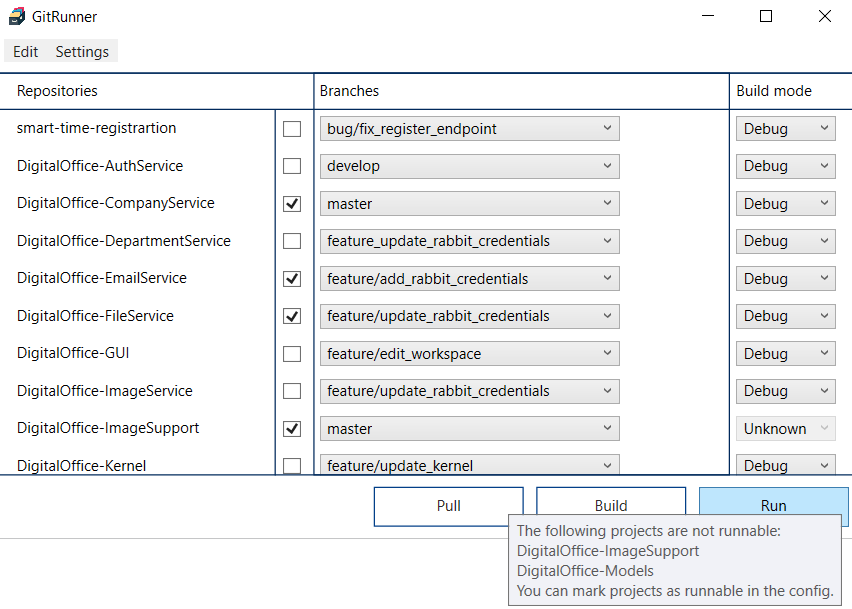 GitRunner
Edit Settings
Repositories Branches Build mode
smart-time-registrartion bug/fix_register_endpoint Debug
DigitalOffice-AuthService develop Debug
DigitalOffice-CompanyService master Debug
DigitalOffice-DepartmentService feature_update_rabbit_credentials Debug
DigitalOffice-EmailService feature/add_rabbit_credentials Debug
DigitalOffice-FileService feature/update_rabbit_credentials Debug
DigitalOffice-GUI feature/edit_workspace Debug
DigitalOffice-ImageService feature/update_rabbit_credentials Debug
DigitalOffice-ImageSupport master Unknown
DigitalOffice-Kernel feature/update_kernel Debug
Pull Build Run
The following projects are not runnable:
DigitalOffice-ImageSupport
DigitalOffice-Models
You can mark projects as runnable in the config.